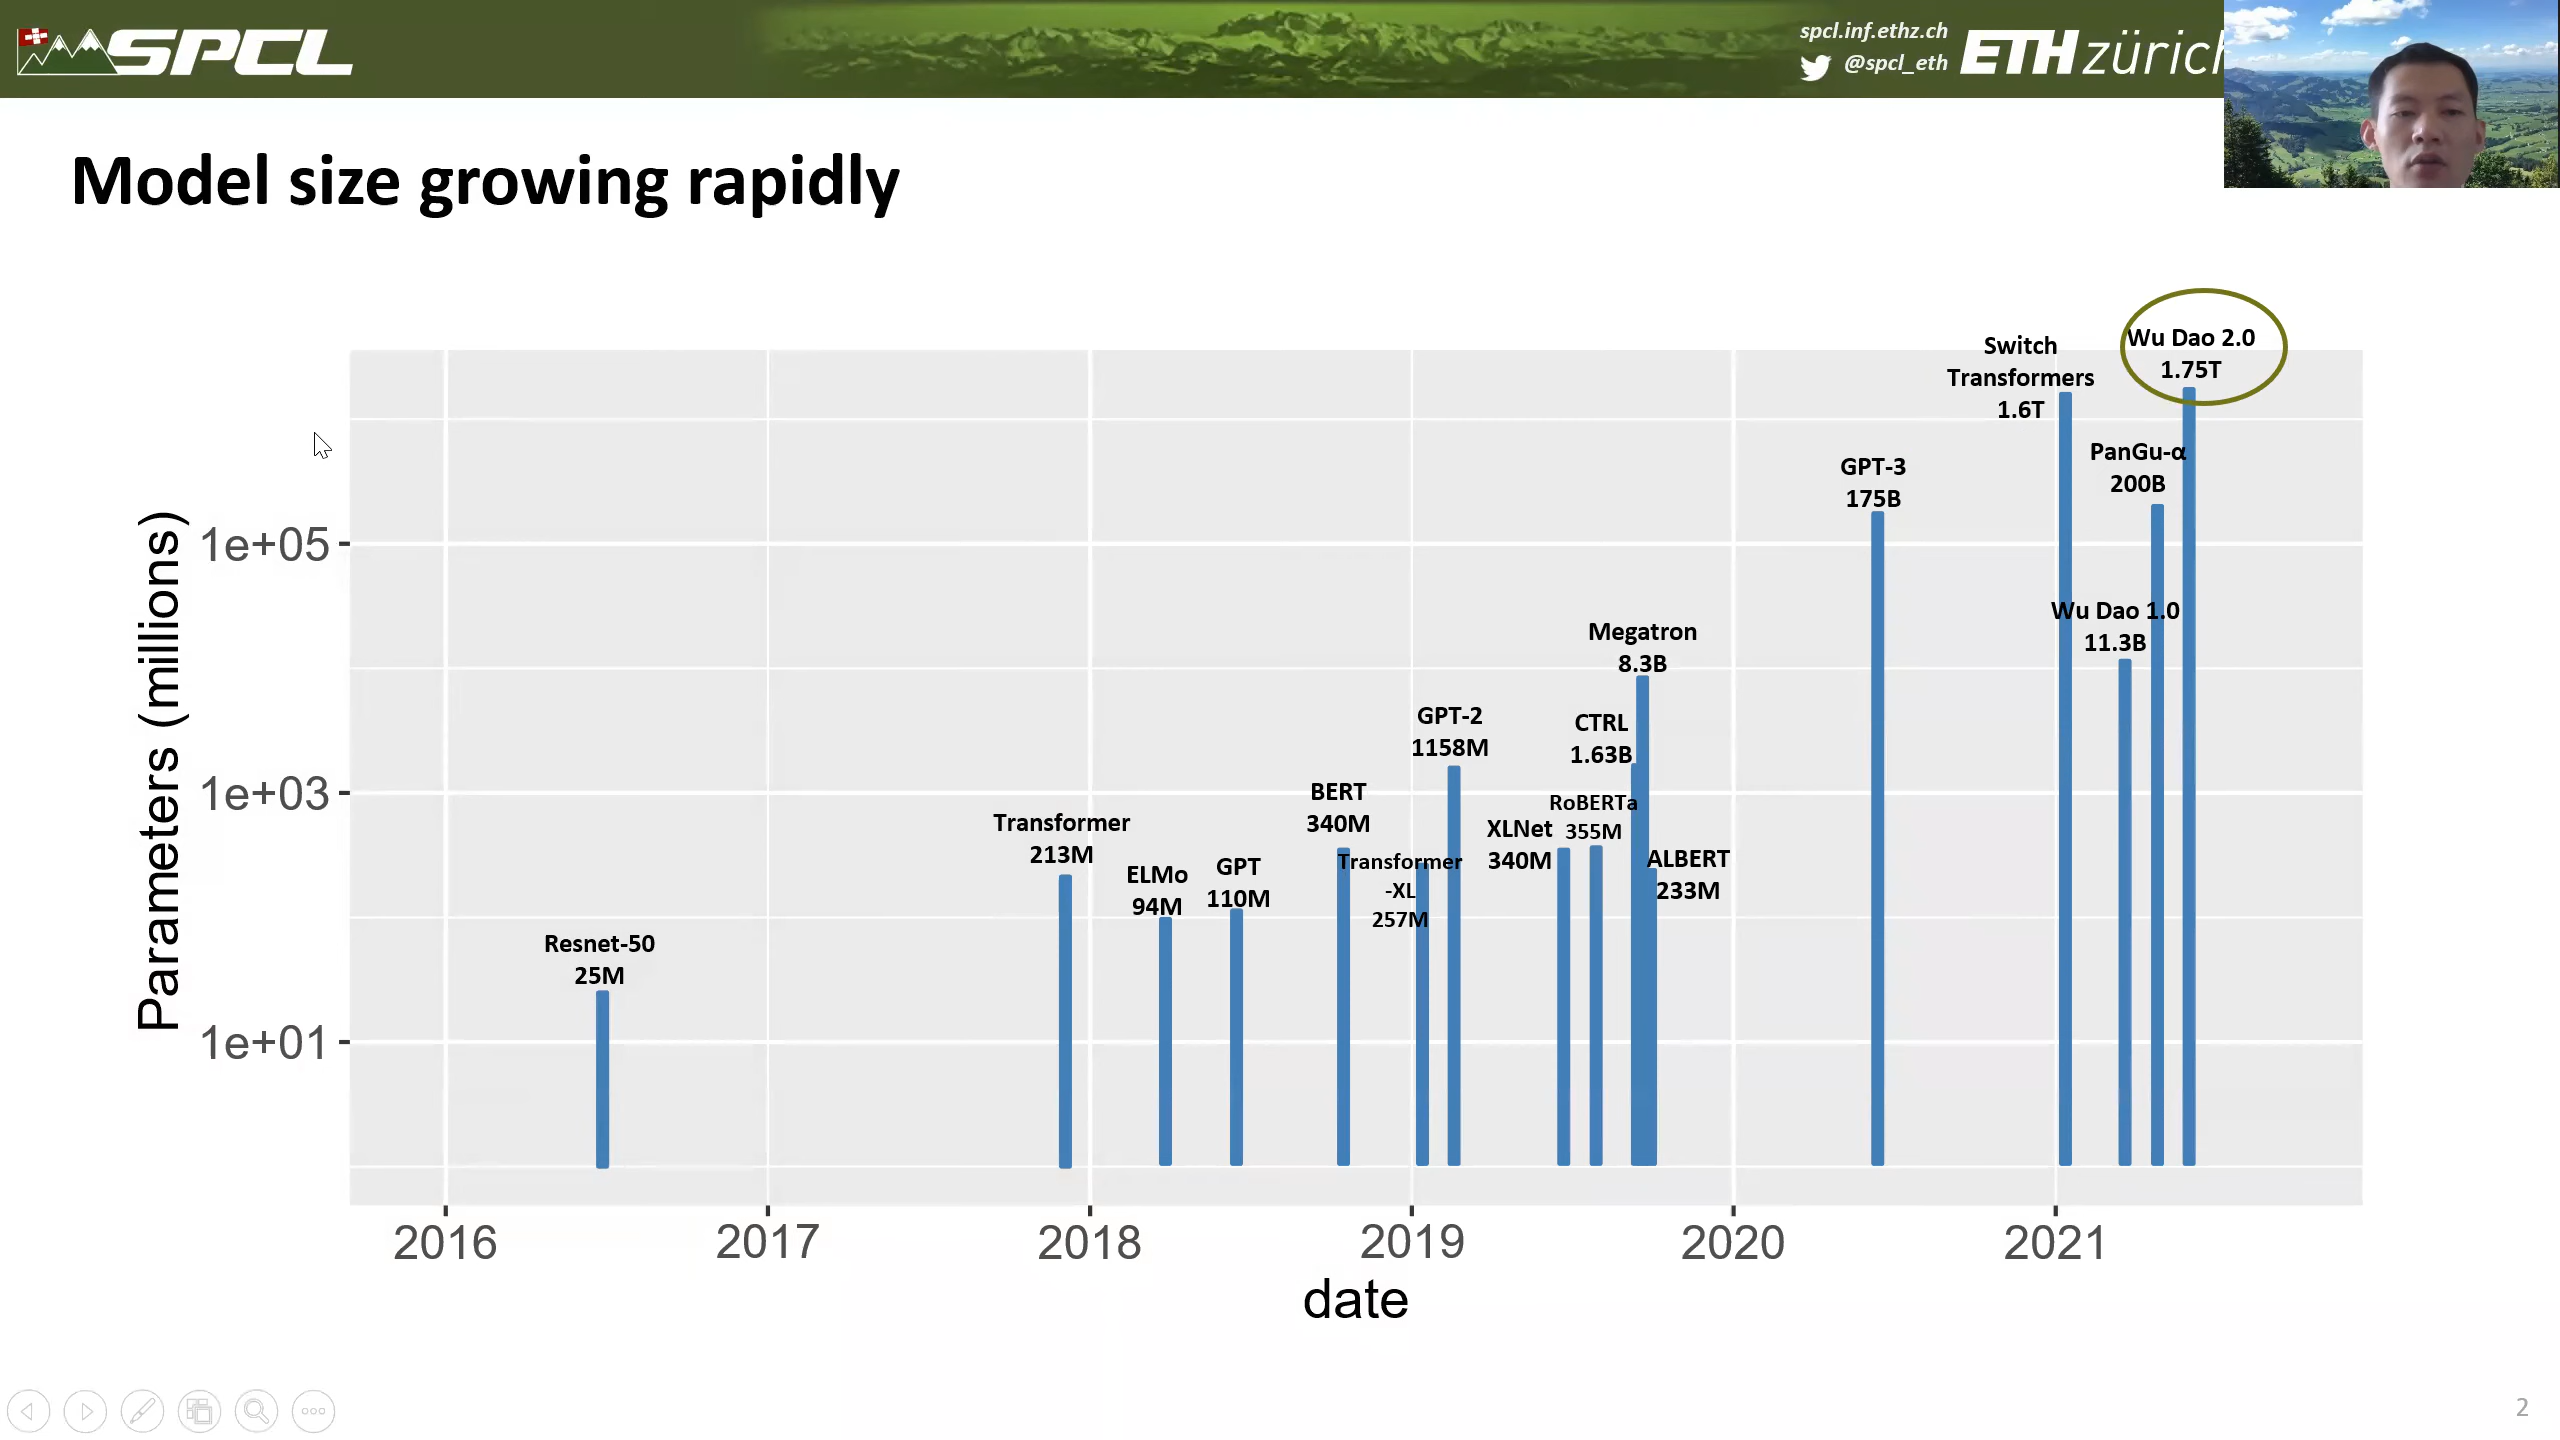 SPCL
spcl.inf.ethz.ch
@spcl_eth
ETH züric
Model size growing rapidly
Parameters (millions)
1e+05
1e+03
1e+01
Resnet-50
25M
Transformer
213M
ELMo
94M
GPT
110M
BERT
340M
Transformer
-XL
257M
GPT-2
1158M
XLNet
340M
RoBERTa
355M
CTRL
1.63B
Megatron
8.3B
ALBERT
233M
GPT-3
175B
Switch
Transformers
1.6T
Wu Dao 1.0
11.3B
PanGu-α
200B
Wu Dao 2.0
1.75T
2016
2017
2018
2019
2020
2021
date
2